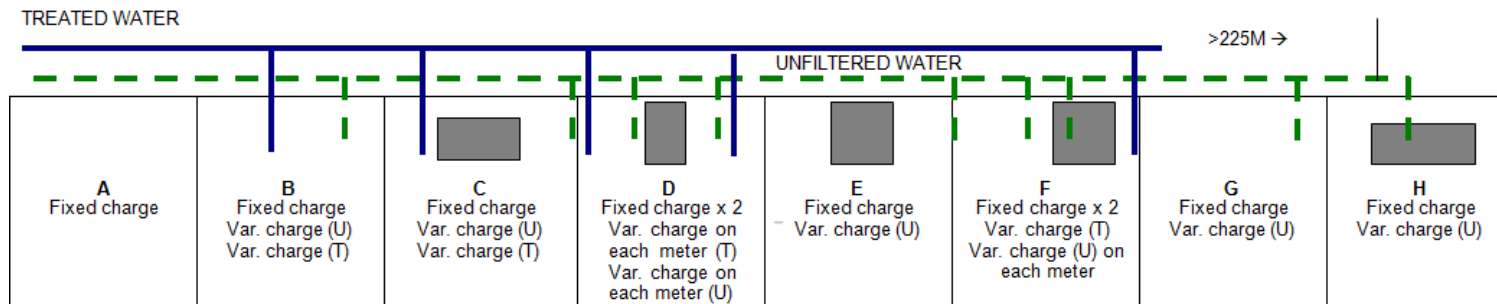 TREATED WATER
>225M →
UNFILTERED WATER
A
Fixed charge
B
Fixed charge
Var. charge (U)
Var. charge (T)
C
Fixed charge
Var. charge (U)
Var. charge (T)
D
Fixed charge x 2
Var. charge on
each meter (T)
Var. charge on
each meter (U)
E
Fixed charge
Var. charge (U)
F
Fixed charge x 2
Var. charge (T)
Var. charge (U) on
each meter
G
Fixed charge
Var. charge (U)
H
Fixed charge
Var. charge (U)